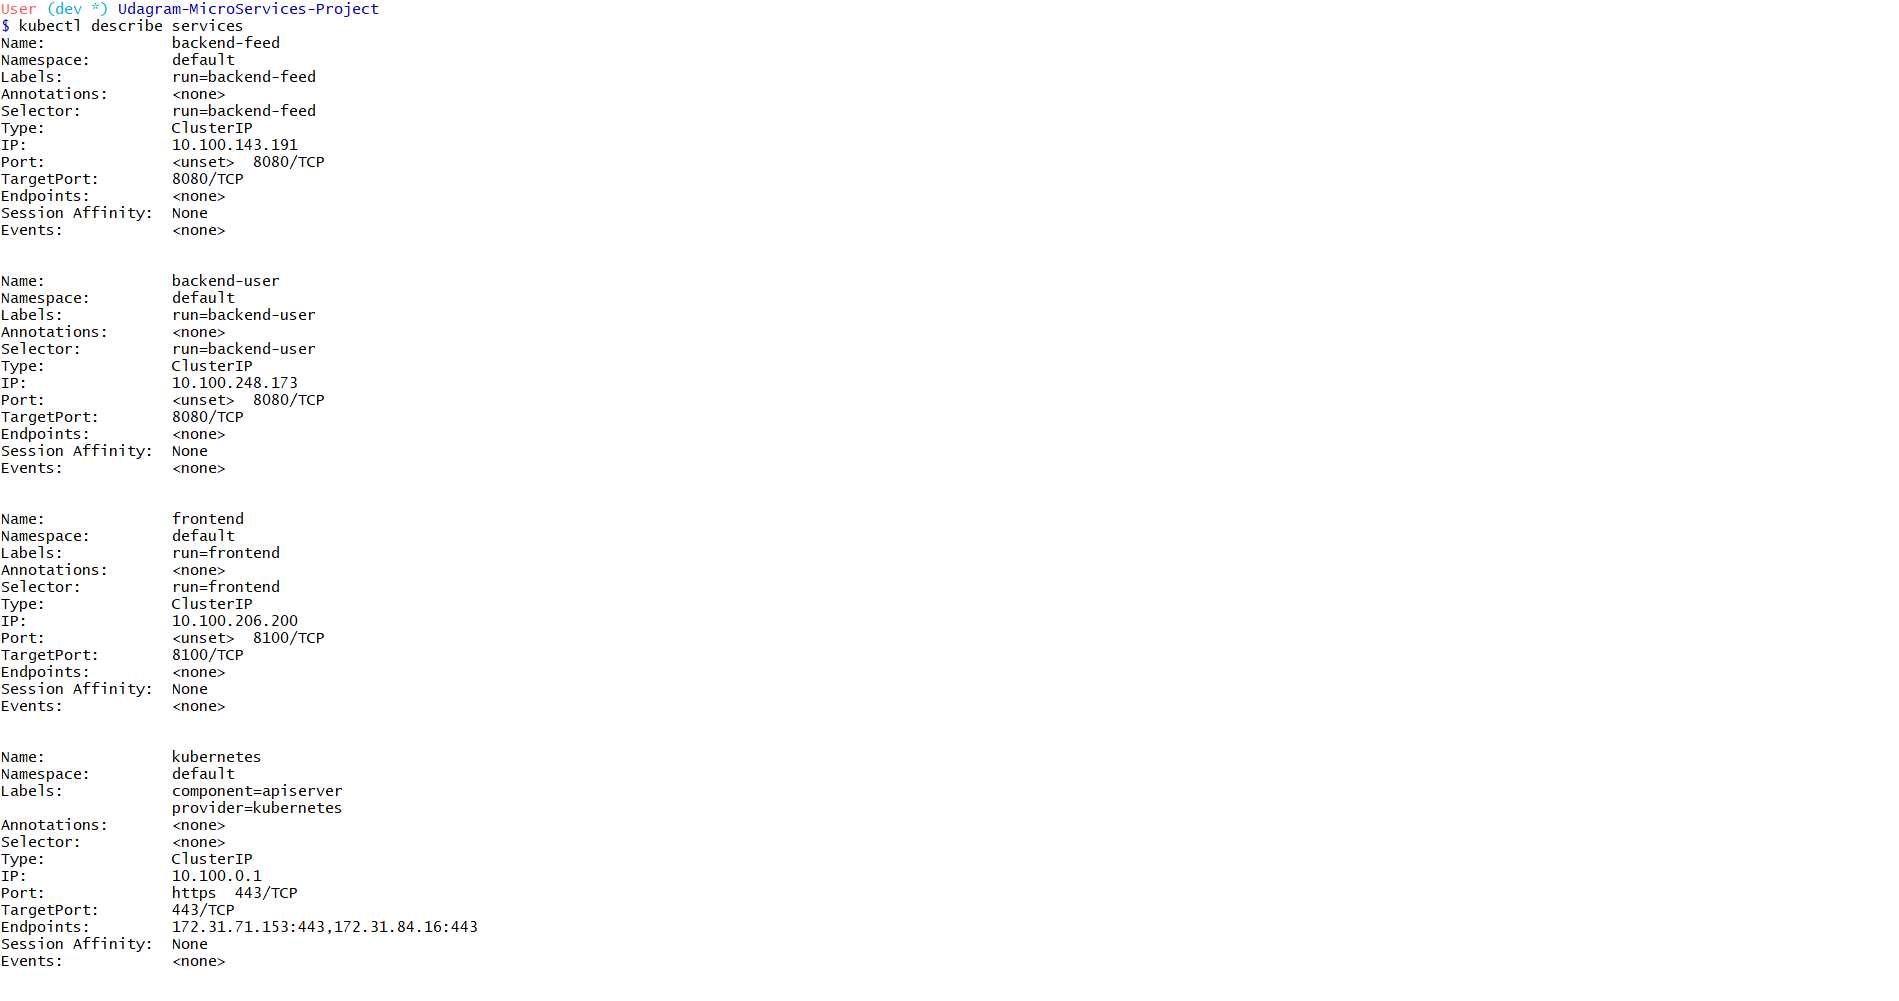 User (dev *) Udagram-MicroServices-Project
$ kubectl describe services
Name:              backend-feed
Namespace:         default
Labels:            run=backend-feed
Annotations:       <none>
Selector:          run=backend-feed
Type:              ClusterIP
IP:                10.100.143.191
Port:              <unset>  8080/TCP
TargetPort:        8080/TCP
Endpoints:         <none>
Session Affinity:  None
Events:            <none>

Name:              backend-user
Namespace:         default
Labels:            run=backend-user
Annotations:       <none>
Selector:          run=backend-user
Type:              ClusterIP
IP:                10.100.248.173
Port:              <unset>  8080/TCP
TargetPort:        8080/TCP
Endpoints:         <none>
Session Affinity:  None
Events:            <none>

Name:              frontend
Namespace:         default
Labels:            run=frontend
Annotations:       <none>
Selector:          run=frontend
Type:              ClusterIP
IP:                10.100.206.200
Port:              <unset>  8100/TCP
TargetPort:        8100/TCP
Endpoints:         <none>
Session Affinity:  None
Events:            <none>

Name:              kubernetes
Namespace:         default
Labels:            component=apiserver
                   provider=kubernetes
Annotations:       <none>
Selector:          <none>
Type:              ClusterIP
IP:                10.100.0.1
Port:              https  443/TCP
TargetPort:        443/TCP
Endpoints:         172.31.71.153:443,172.31.84.16:443
Session Affinity:  None
Events:            <none>